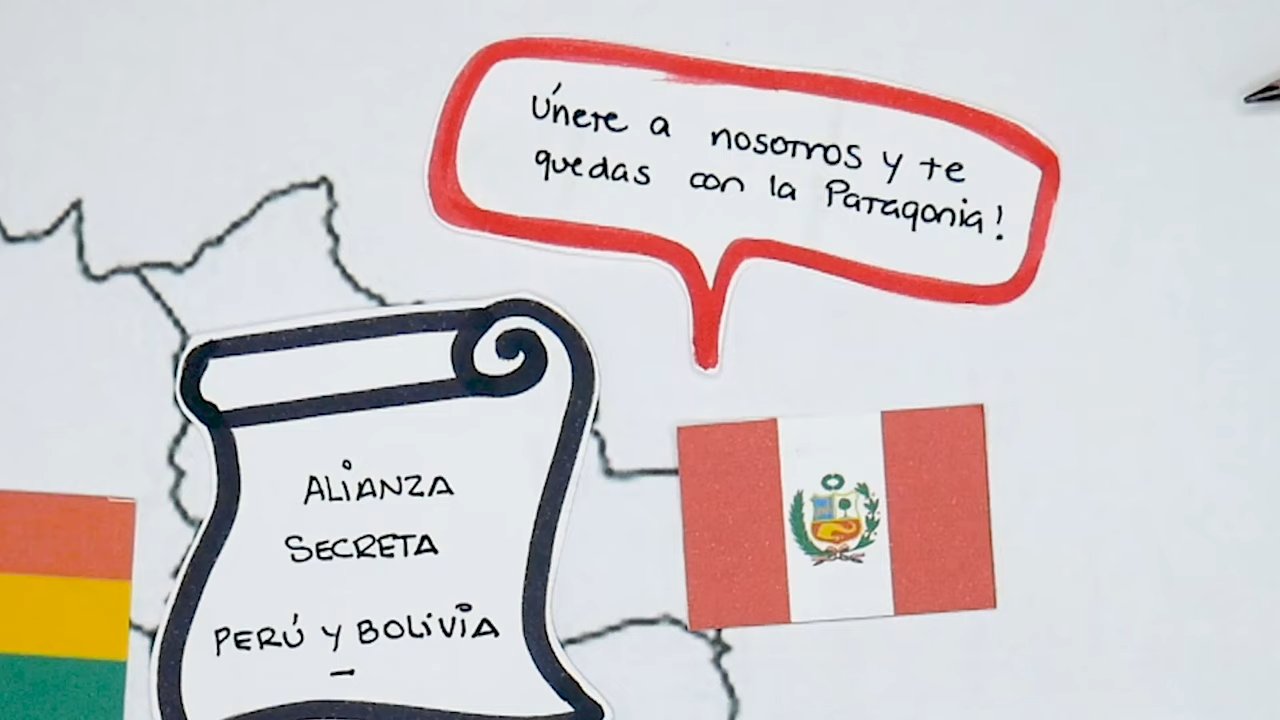 Únete a nosotros y te
quedas con la Patagonia!
ALIANZA
SECRETA
PERÚ Y BOLIVIA